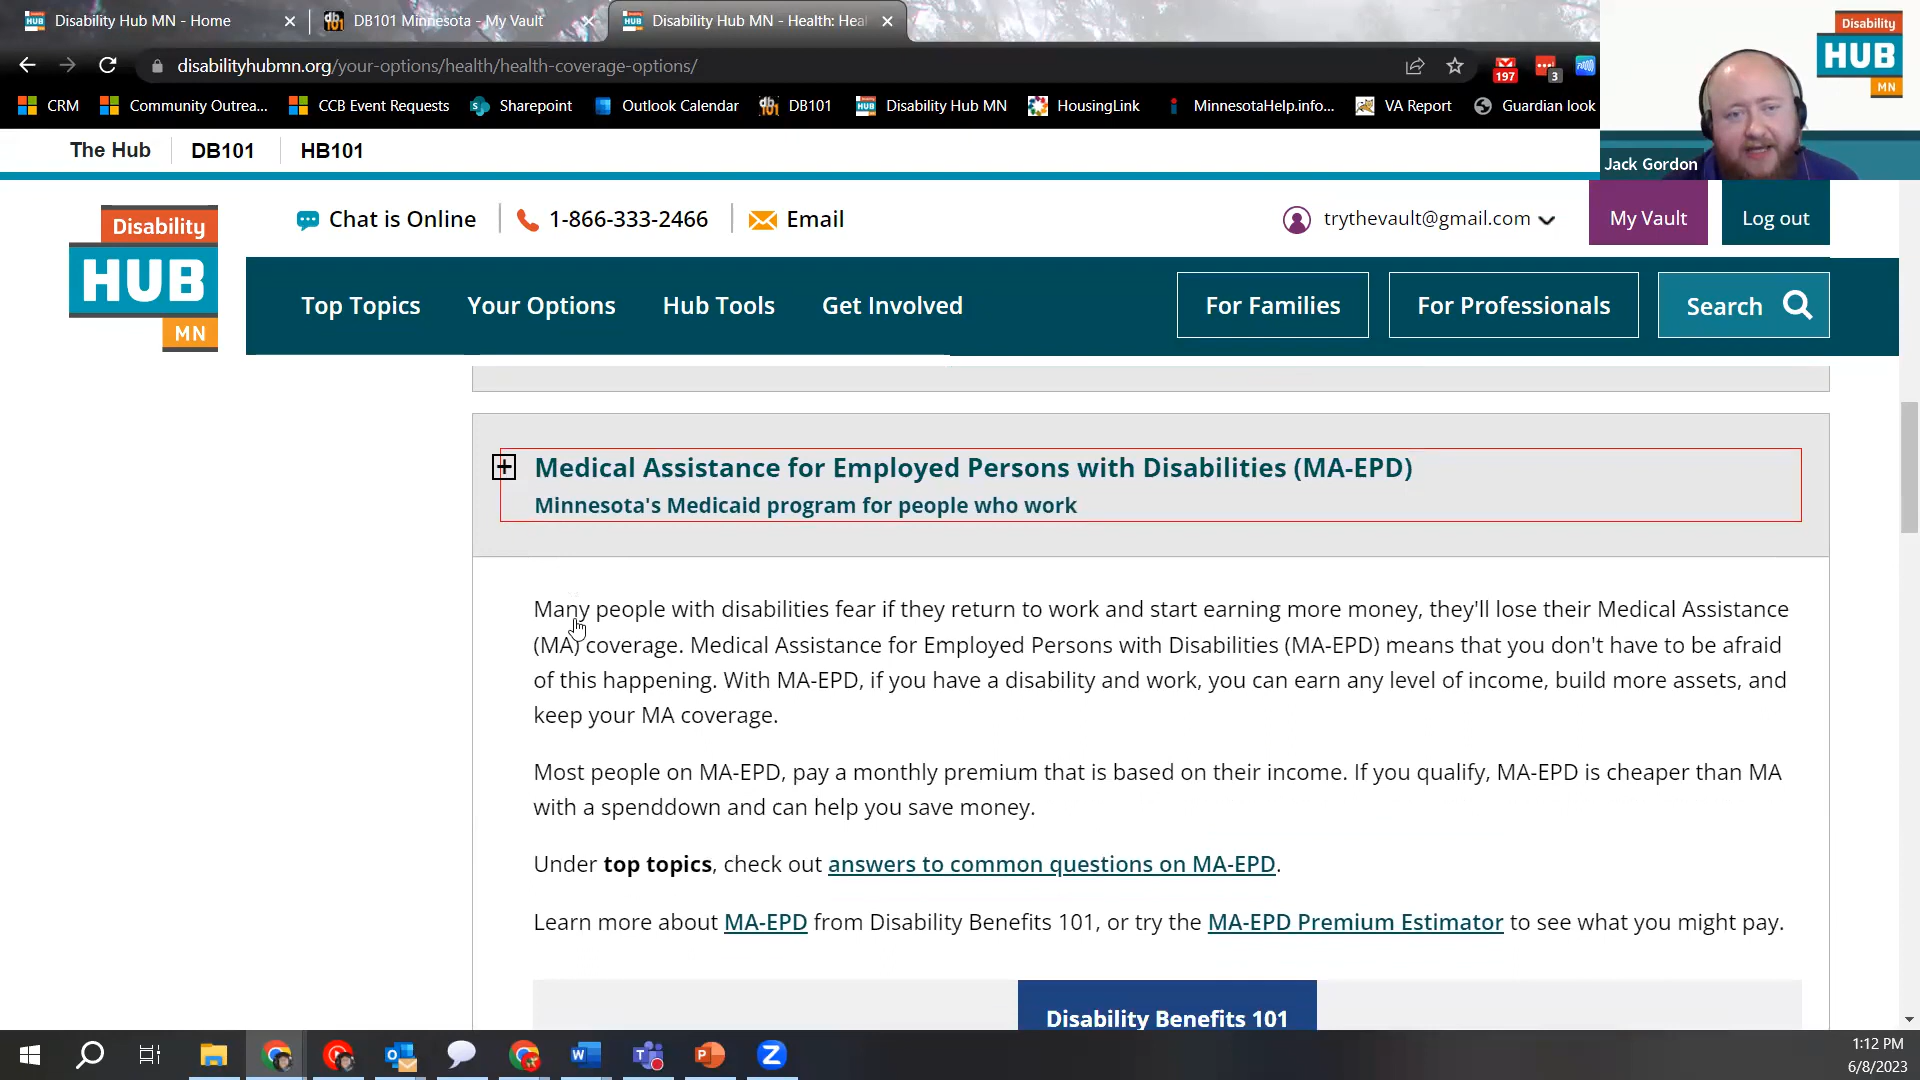 Disability Hub MN - Home
DB101 Minnesota - My Vault
Disability Hub MN - Health: Hea
disabilityhubmn.org/your-options/health/health-coverage-options/
197
3
CRM
Community Outrea...
CCB Event Requests
Sharepoint
Outlook Calendar
DB101
Disability Hub MN
HousingLink
MinnesotaHelp.info...
VA Report
Guardian look
Disability
HUB
MN
Jack Gordon
The Hub
DB101
HB101
Disability
HUB
MN
Chat is Online
1-866-333-2466
Email
trythevault@gmail.com
My Vault
Log out
Top Topics
Your Options
Hub Tools
Get Involved
For Families
For Professionals
Search
Medical Assistance for Employed Persons with Disabilities (MA-EPD)
Minnesota's Medicaid program for people who work
Many people with disabilities fear if they return to work and start earning more money, they'll lose their Medical Assistance
(MA) coverage. Medical Assistance for Employed Persons with Disabilities (MA-EPD) means that you don't have to be afraid
of this happening. With MA-EPD, if you have a disability and work, you can earn any level of income, build more assets, and
keep your MA coverage.
Most people on MA-EPD, pay a monthly premium that is based on their income. If you qualify, MA-EPD is cheaper than MA
with a spenddown and can help you save money.
Under top topics, check out answers to common questions on MA-EPD.
Learn more about MA-EPD from Disability Benefits 101, or try the MA-EPD Premium Estimator to see what you might pay.
Disability Benefits 101
1:12 PM
6/8/2023